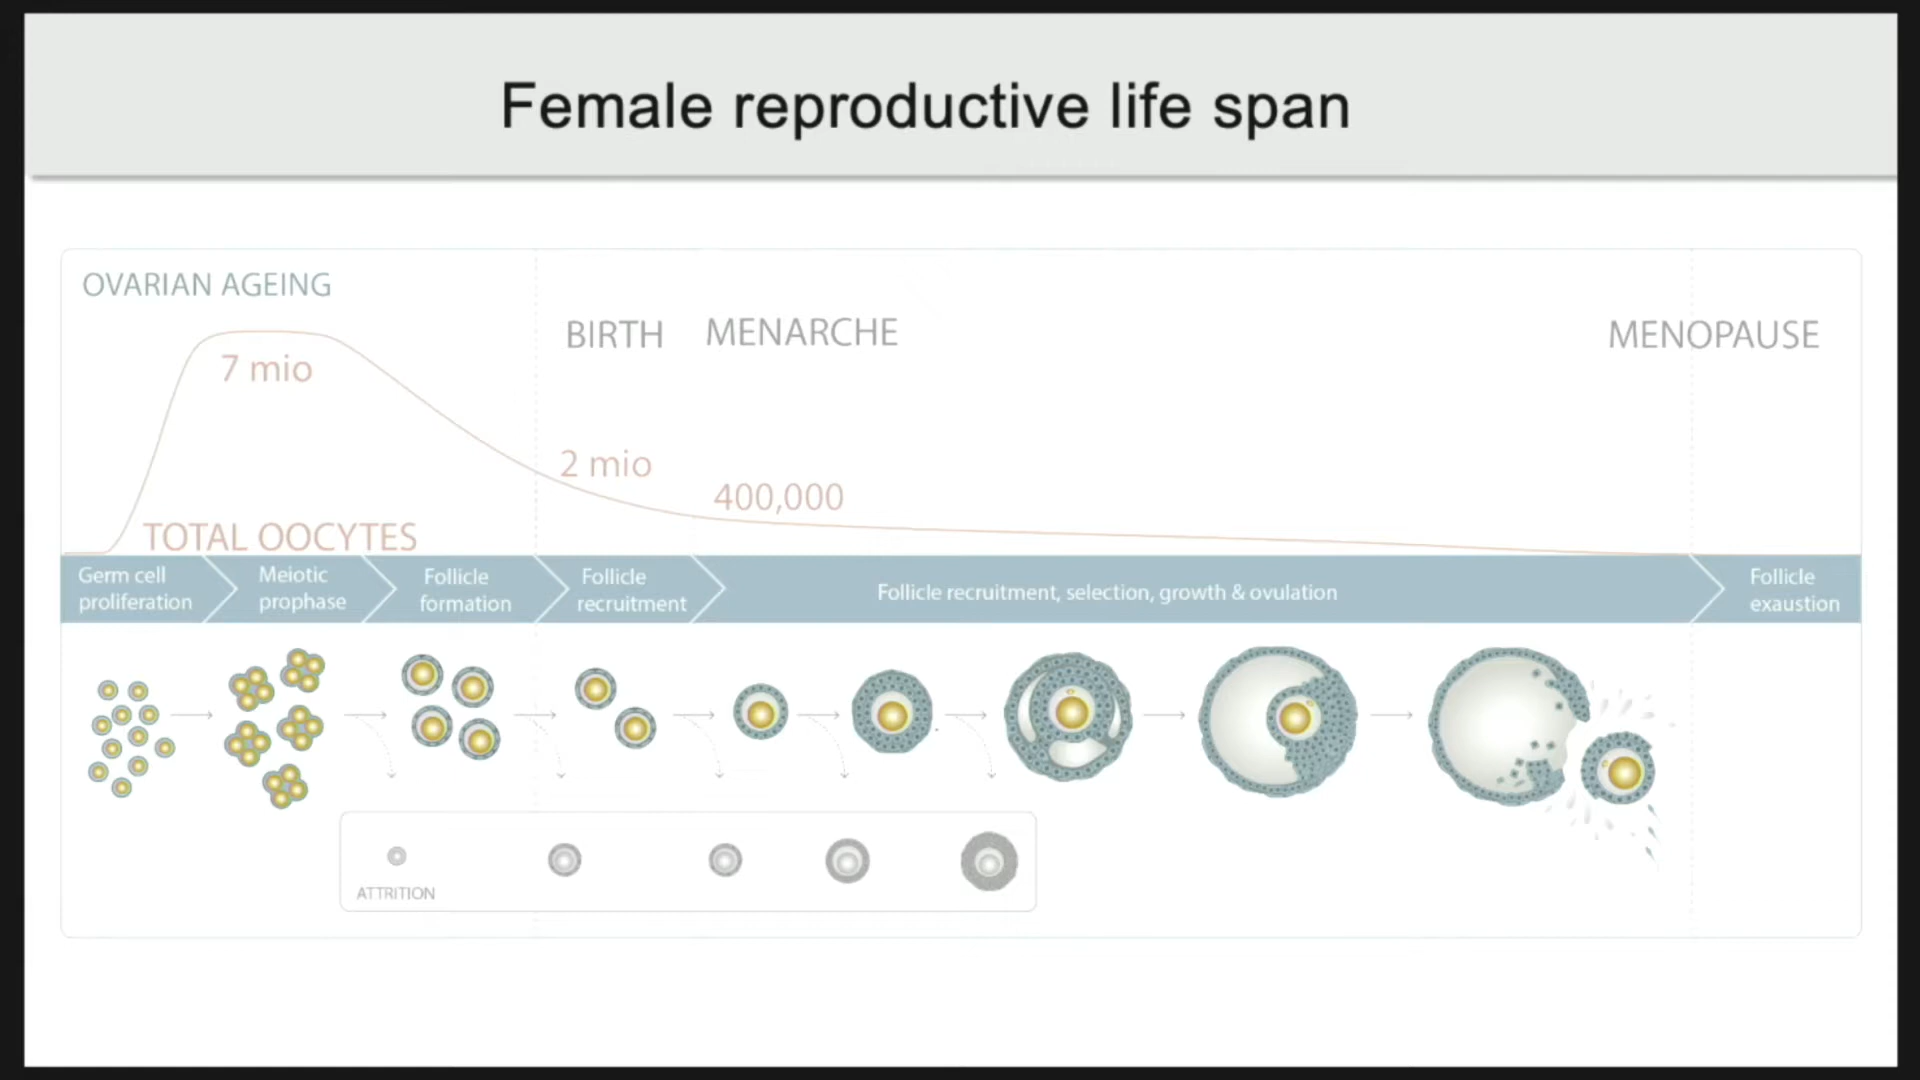 Female reproductive life span
OVARIAN AGEING
BIRTH
MENARCHE
MENOPAUSE
7 mio
2 mio
400,000
TOTAL OOCYTES
Germ cell
proliferation
Meiotic
prophase
Follicle
formation
Follicle
recruitment
Follicle recruitment, selection, growth & ovulation
Follicle
exaustion
ATTRITION